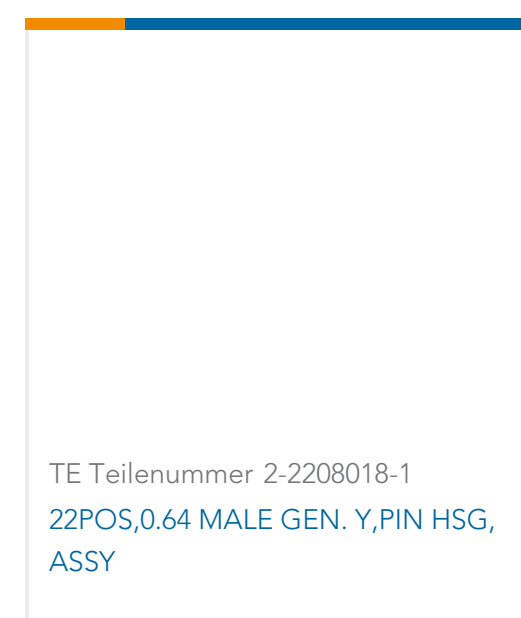 TE Teilenummer 2-2208018-1
22POS,0.64 MALE GEN. Y,PIN HSG,
ASSY